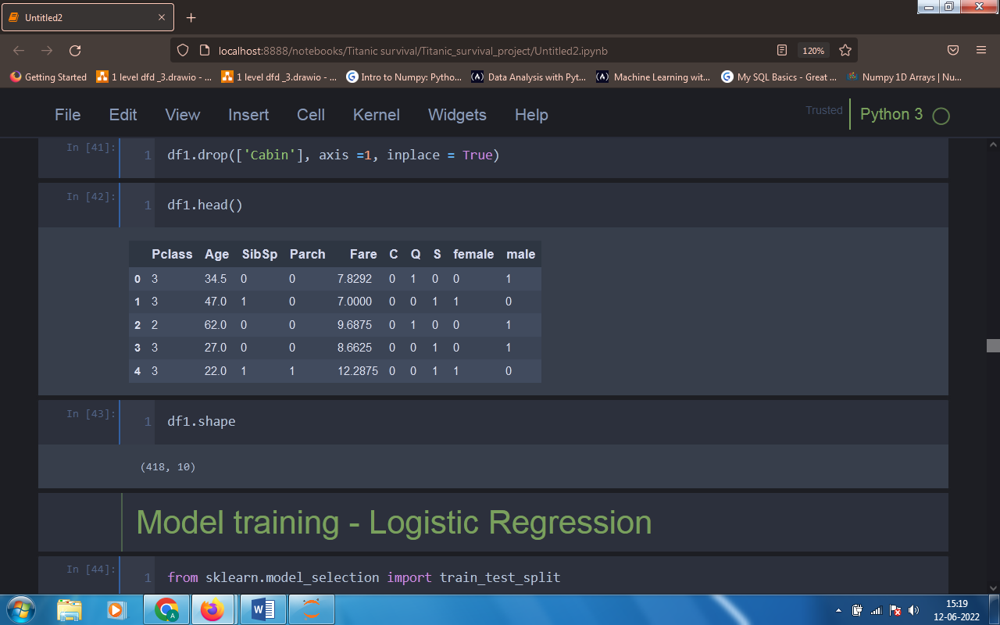 Untitled2
localhost:8888/notebooks/Titanic survival/Titanic_survival_project/Untitled2.ipynb
120%
Getting Started 1 level dfd _3.drawio - ... 1 level dfd _3.drawio - ... Intro to Numpy: Pytho... Data Analysis with Pyt... Machine Learning wit... My SQL Basics - Great ... Numpy 1D Arrays | Nu...
File Edit View Insert Cell Kernel Widgets Help Trusted Python 3
In [41]: 1 df1.drop(['Cabin'], axis =1, inplace = True)
In [42]: 1 df1.head()
Pclass Age SibSp Parch Fare C Q S female male
0 3 34.5 0 0 7.8292 0 1 0 0 1
1 3 47.0 1 0 7.0000 0 0 1 1 0
2 2 62.0 0 0 9.6875 0 1 0 0 1
3 3 27.0 0 0 8.6625 0 0 1 0 1
4 3 22.0 1 1 12.2875 0 0 1 1 0
In [43]: 1 df1.shape
(418, 10)
Model training - Logistic Regression
In [44]: 1 from sklearn.model_selection import train_test_split
15:19
12-06-2022